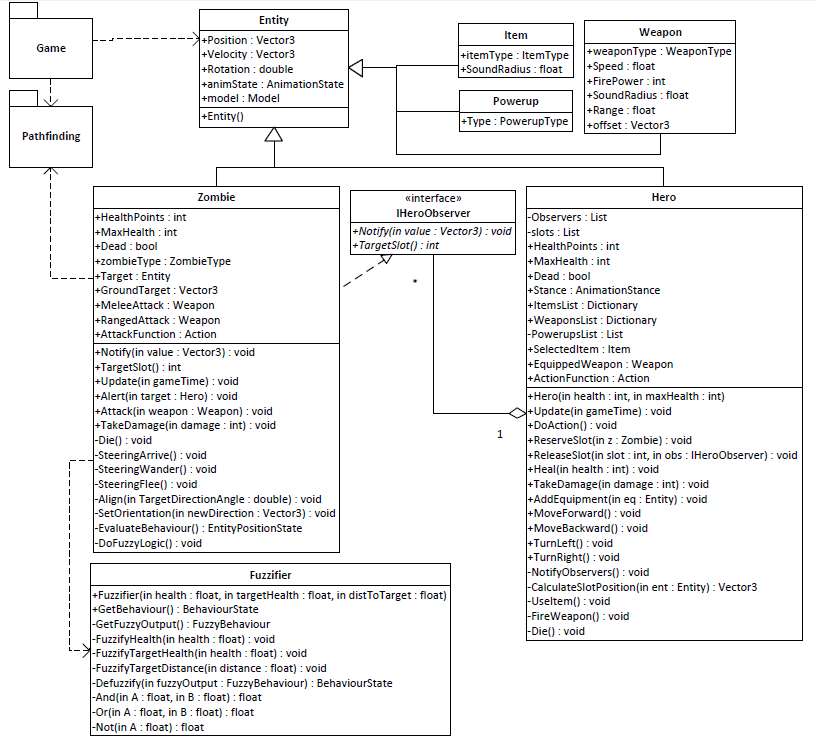 Game
Pathfinding
Entity
+Position : Vector3
+Velocity : Vector3
+Rotation : double
+animState : AnimationState
+model : Model
+Entity()
Item
+itemType : ItemType
+SoundRadius : float
Powerup
+Type : PowerupType
Weapon
+weaponType : WeaponType
+Speed : float
+FirePower : int
+SoundRadius : float
+Range : float
+offset : Vector3
Zombie
+HealthPoints : int
+MaxHealth : int
+Dead : bool
+zombieType : ZombieType
+Target : Entity
+GroundTarget : Vector3
+MeleeAttack : Weapon
+RangedAttack : Weapon
+AttackFunction : Action
+Notify(in value : Vector3) : void
+TargetSlot() : int
+Update(in gameTime) : void
+Alert(in target : Hero) : void
+Attack(in weapon : Weapon) : void
+TakeDamage(in damage : int) : void
-Die() : void
-SteeringArrive() : void
-SteeringWander() : void
-SteeringFlee() : void
-Align(in TargetDirectionAngle : double) : void
-SetOrientation(in newDirection : Vector3) : void
-EvaluateBehaviour() : EntityPositionState
-DoFuzzyLogic() : void
«interface»
IHeroObserver
+Notify(in value : Vector3) : void
+TargetSlot() : int
*
1
Hero
-Observers : List
-slots : List
+HealthPoints : int
+MaxHealth : int
+Dead : bool
+Stance : AnimationStance
+ItemsList : Dictionary
+WeaponsList : Dictionary
-PowerupsList : List
+SelectedItem : Item
+EquippedWeapon : Weapon
+ActionFunction : Action
+Hero(in health : int, in maxHealth : int)
+Update(in gameTime) : void
+DoAction() : void
+ReserveSlot(in z : Zombie) : void
+ReleaseSlot(in slot : int, in obs : IHeroObserver) : void
+Heal(in health : int) : void
+TakeDamage(in damage : int) : void
+AddEquipment(in eq : Entity) : void
+MoveForward() : void
+MoveBackward() : void
+TurnLeft() : void
+TurnRight() : void
-NotifyObservers() : void
-CalculateSlotPosition(in ent : Entity) : Vector3
-UseItem() : void
-FireWeapon() : void
-Die() : void
Fuzzifier
+Fuzzifier(in health : float, in targetHealth : float, in distToTarget : float)
+GetBehaviour() : BehaviourState
-GetFuzzyOutput() : FuzzyBehaviour
-FuzzifyHealth(in health : float) : void
-FuzzifyTargetHealth(in health : float) : void
-FuzzifyTargetDistance(in distance : float) : void
-Defuzzify(in fuzzyOutput : FuzzyBehaviour) : BehaviourState
-And(in A : float, in B : float) : float
-Or(in A : float, in B : float) : float
-Not(in A : float) : float